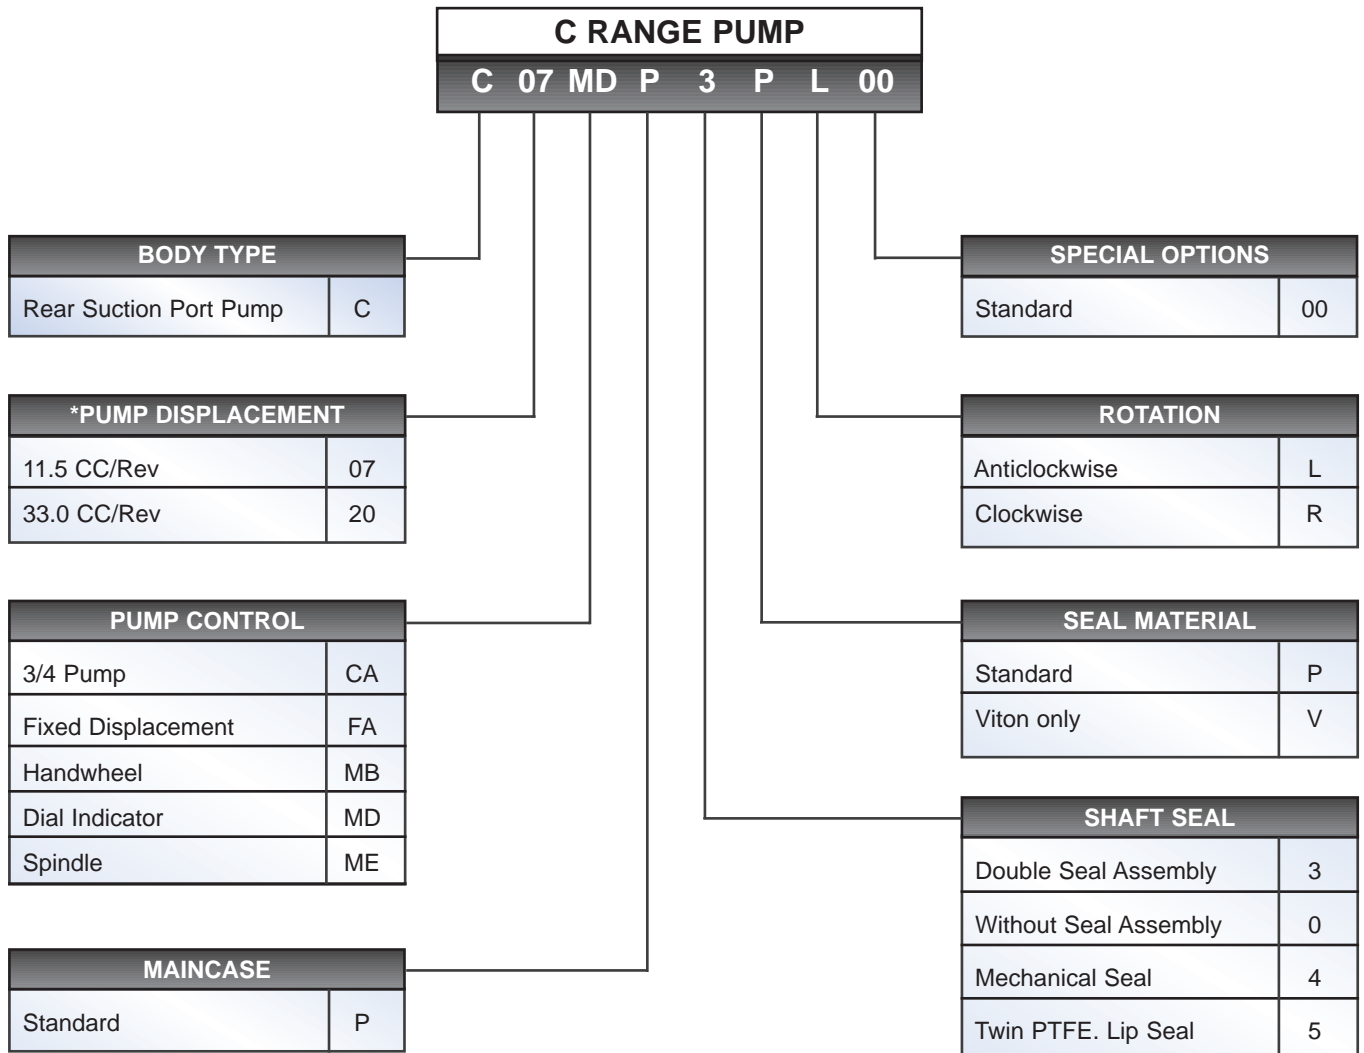 C RANGE PUMP
C 07 MD P 3 P L 00
BODY TYPE
Rear Suction Port Pump C
*PUMP DISPLACEMENT
11.5 CC/Rev 07
33.0 CC/Rev 20
PUMP CONTROL
3/4 Pump CA
Fixed Displacement FA
Handwheel MB
Dial Indicator MD
Spindle ME
MAINCASE
Standard P
SPECIAL OPTIONS
Standard 00
ROTATION
Anticlockwise L
Clockwise R
SEAL MATERIAL
Standard P
Viton only V
SHAFT SEAL
Double Seal Assembly 3
Without Seal Assembly 0
Mechanical Seal 4
Twin PTFE. Lip Seal 5